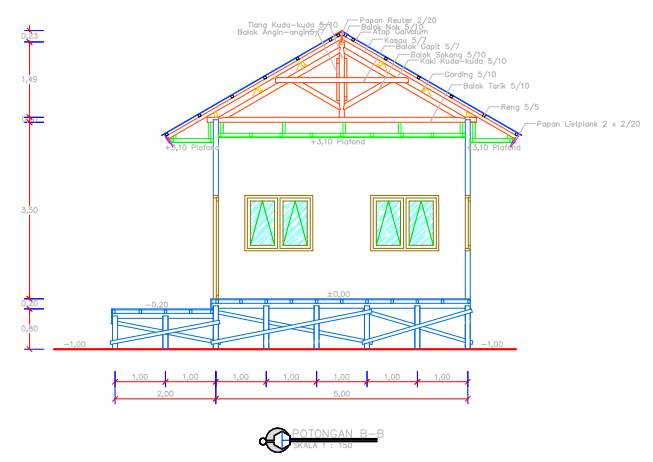 Papan Reuter 2/20
Tiang Kuda-kuda 5/10
Balok Nok 5/10
Balok Angin-angin 5/7
Atap Galvalum
Kasau 5/7
Balok Gapit 5/7
Balok Sokong 5/10
Kaki Kuda-kuda 5/10
Gording 5/10
Balok Tarik 5/10
Reng 5/5
Papan Listplank 2 x 2/20
0,23
1,49
3,50
0,20
0,80
+3,10 Plafond
+3,10 Plafond
+3,10 Plafond
±0,00
-0,20
-1,00
-1,00
1,00
1,00
1,00
1,00
1,00
1,00
1,00
2,00
5,00
POTONGAN B-B
SKALA 1 : 150